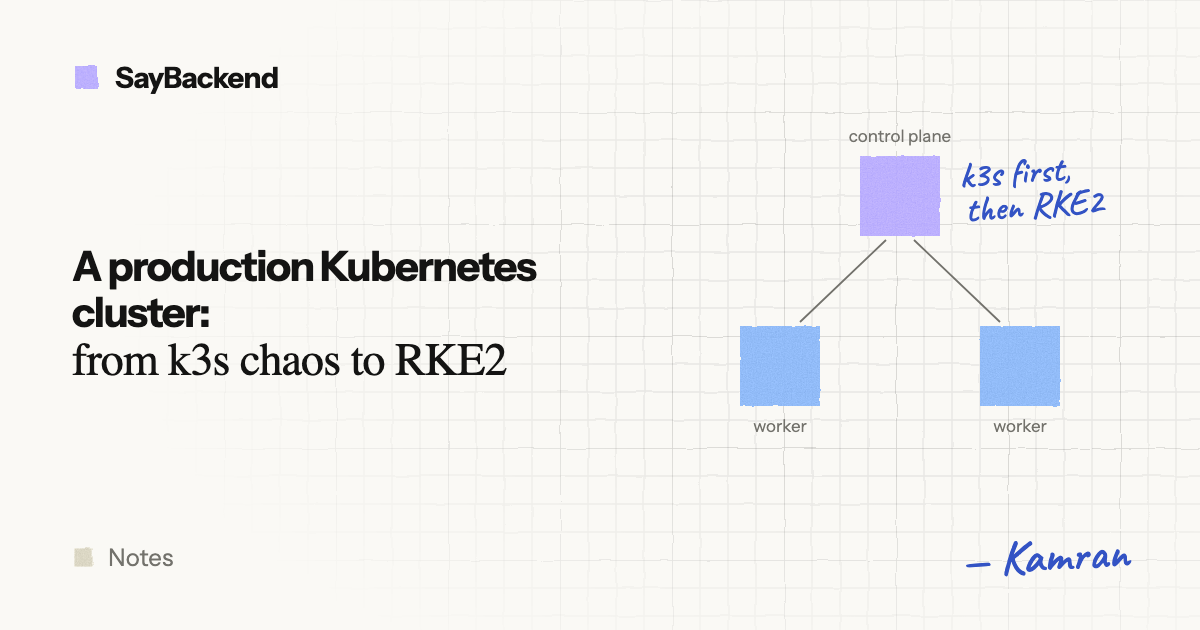 SayBackend
control plane
k3s first,
then RKE2
A production Kubernetes
cluster:
from k3s chaos to RKE2
worker
worker
Notes
— Kamran